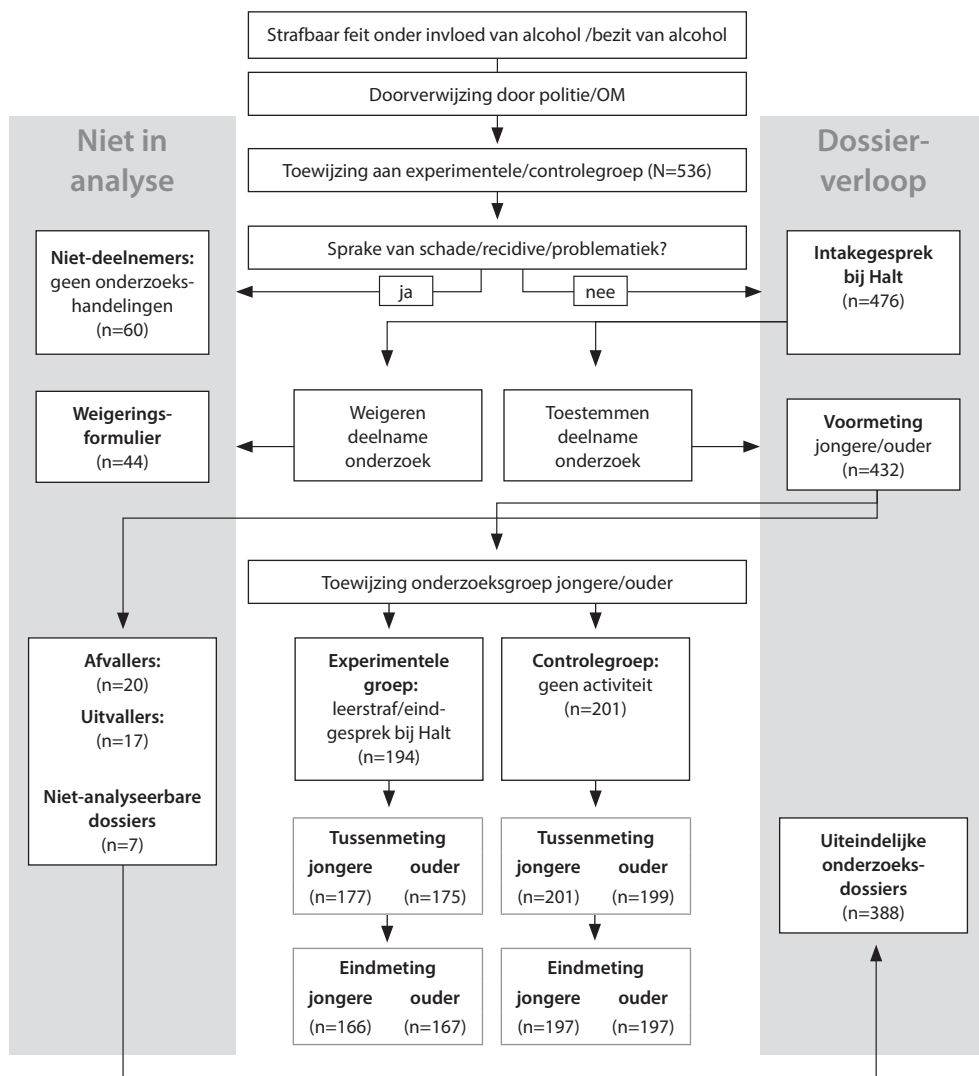 Strafbaar feit onder invloed van alcohol /bezit van alcohol
Doorverwijzing door politie/OM
Niet in
analyse
Dossier-
verloop
Toewijzing aan experimentele/controlegroep (N=536)
Sprake van schade/recidive/problematiek?
ja
nee
Niet-deelnemers:
geen onderzoeks-
handelingen
(n=60)
Intakegesprek
bij Halt
(n=476)
Weigerings-
formulier
(n=44)
Weigeren
deelname
onderzoek
Toestemmen
deelname
onderzoek
Voormeting
jongere/ouder
(n=432)
Toewijzing onderzoeksgroep jongere/ouder
Afvallers:
(n=20)
Uitvallers:
(n=17)
Niet-analyseerbare
dossiers
(n=7)
Experimentele
groep:
leerstraf/eind-
gesprek bij Halt
(n=194)
Controlegroep:
geen activiteit
(n=201)
Tussenmeting
jongere ouder
(n=177) (n=175)
Tussenmeting
jongere ouder
(n=201) (n=199)
Uiteindelijke
onderzoeks-
dossiers
(n=388)
Eindmeting
jongere ouder
(n=166) (n=167)
Eindmeting
jongere ouder
(n=197) (n=197)